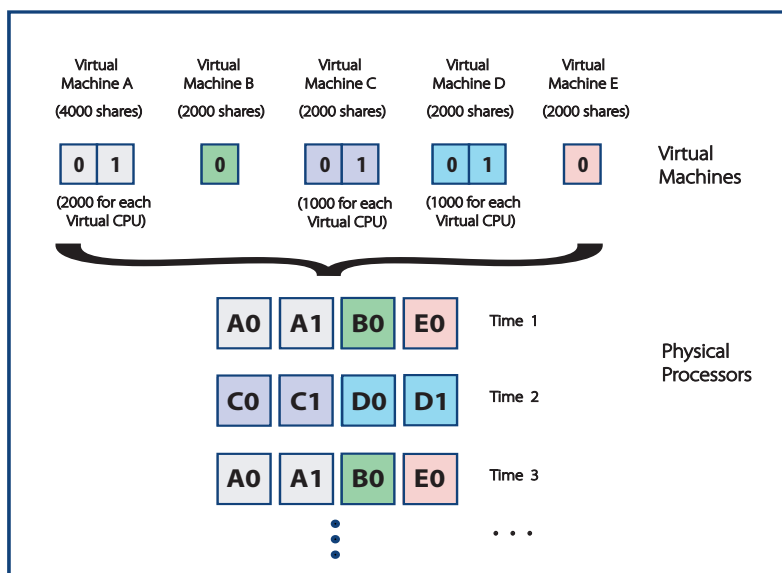 Virtual
Machine A
(4000 shares)
Virtual
Machine B
(2000 shares)
Virtual
Machine C
(2000 shares)
Virtual
Machine D
(2000 shares)
Virtual
Machine E
(2000 shares)
0 1
0
0 1
0 1
0
Virtual
Machines
(2000 for each
Virtual CPU)
(1000 for each
Virtual CPU)
(1000 for each
Virtual CPU)
A0 A1 B0 E0 Time 1
Physical
Processors
C0 C1 D0 D1 Time 2
A0 A1 B0 E0 Time 3
. . .